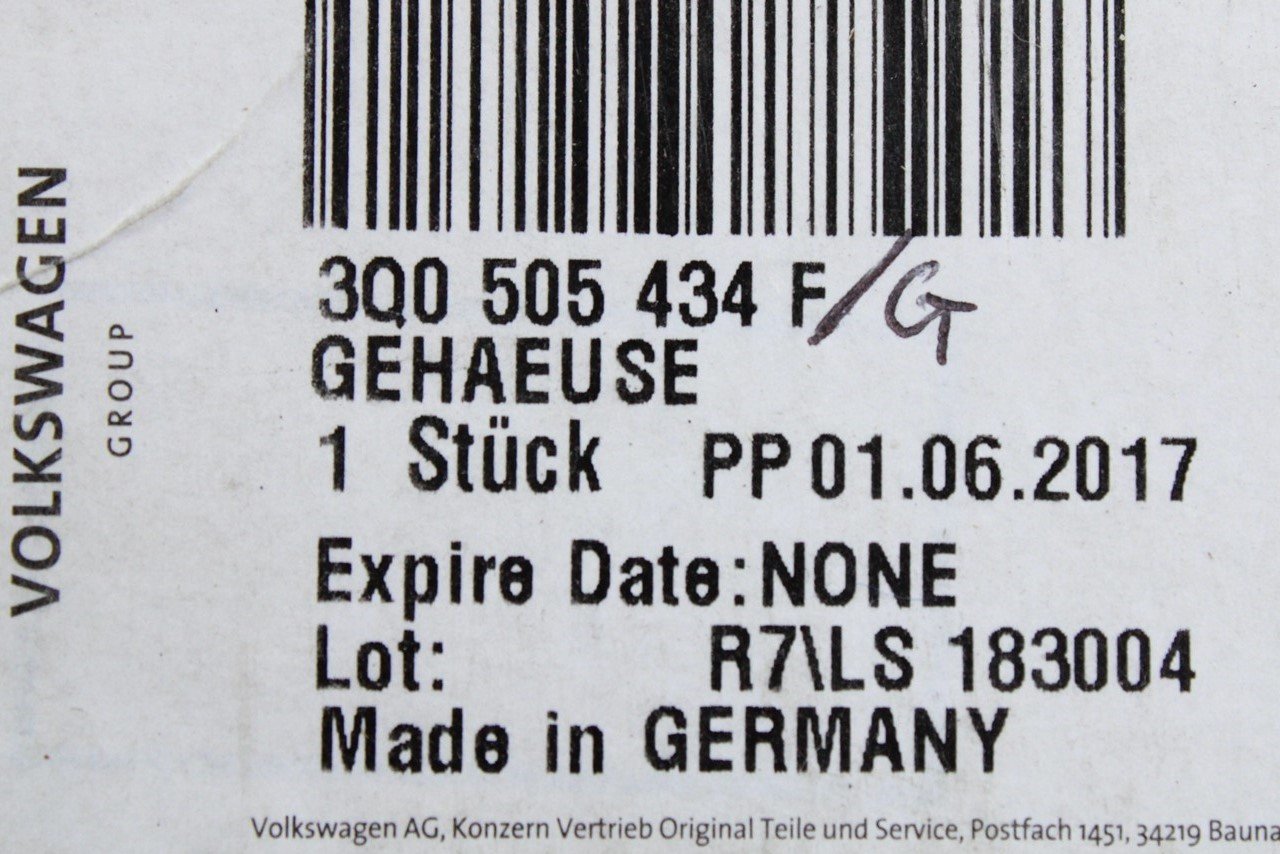 VOLKSWAGEN
GROUP
3Q0 505 434 F/G
GEHAEUSE
1 Stück PP 01.06.2017
Expire Date:NONE
Lot: R7\LS 183004
Made in GERMANY
Volkswagen AG, Konzern Vertrieb Original Teile und Service, Postfach 1451, 34219 Bauna